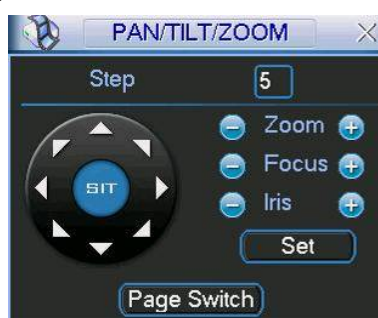 PAN/TILT/ZOOM
Step 5
SIT
Zoom
Focus
Iris
Set
Page Switch